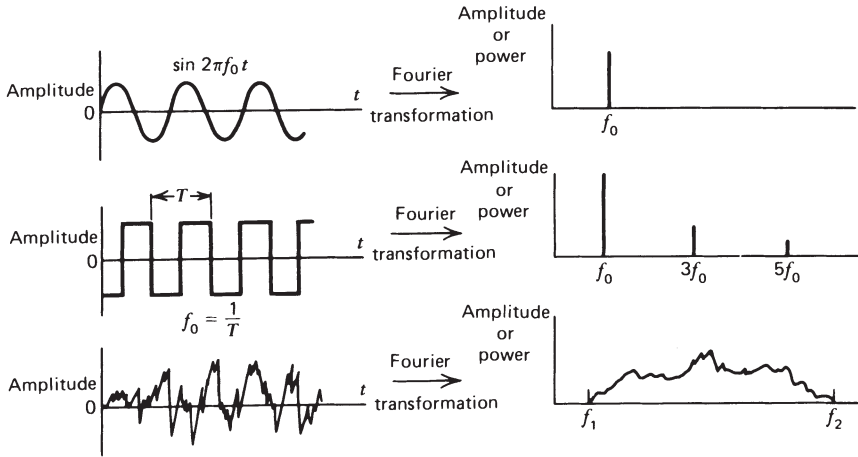 Amplitude
0
sin 2πf₀t
t
Fourier
transformation
Amplitude
or
power
f₀
Amplitude
0
T
t
f₀ = 1/T
Fourier
transformation
Amplitude
or
power
f₀ 3f₀ 5f₀
Amplitude
0
t
Fourier
transformation
Amplitude
or
power
f₁ f₂